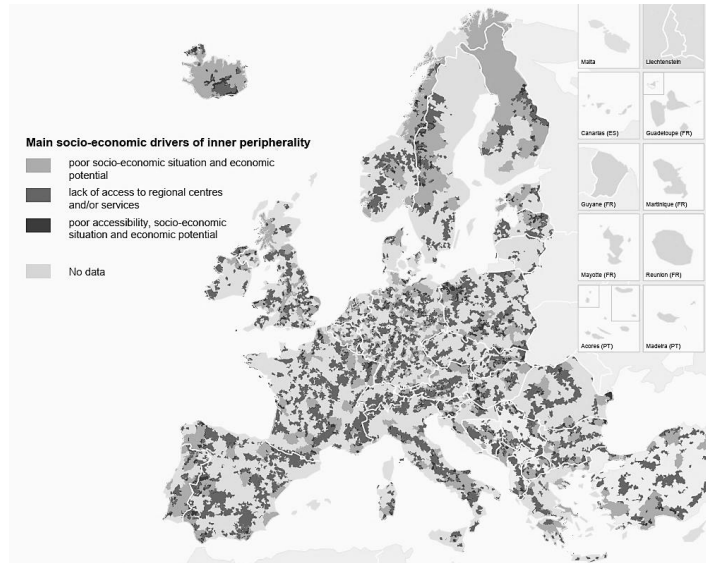 Main socio-economic drivers of inner peripherality
poor socio-economic situation and economic
potential
lack of access to regional centres
and/or services
poor accessibility, socio-economic
situation and economic potential
No data
Malta
Liechtenstein
Canarias (ES)
Guadeloupe (FR)
Guyane (FR)
Martinique (FR)
Mayotte (FR)
Reunion (FR)
Acores (PT)
Madeira (PT)